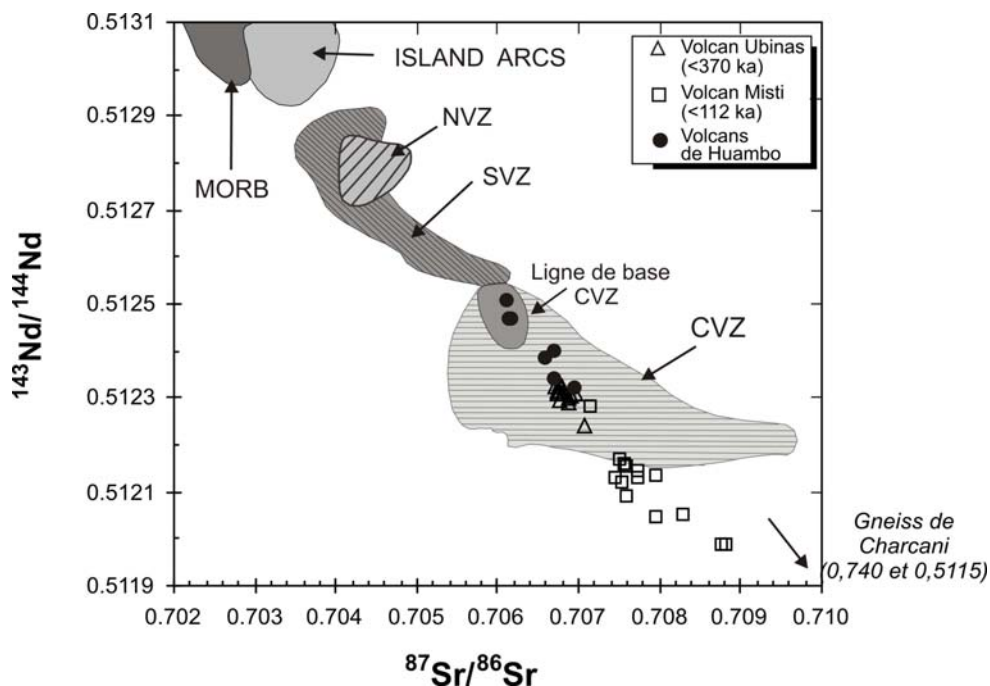 0.5131
0.5129
0.5127
0.5125
0.5123
0.5121
0.5119
143Nd/ 144Nd
ISLAND ARCS
MORB
NVZ
SVZ
Ligne de base
CVZ
CVZ
Volcan Ubinas
(<370 ka)
Volcan Misti
(<112 ka)
Volcans
de Huambo
Gneiss de
Charcani
(0,740 et 0,5115)
0.702 0.703 0.704 0.705 0.706 0.707 0.708 0.709 0.710
87Sr/86Sr